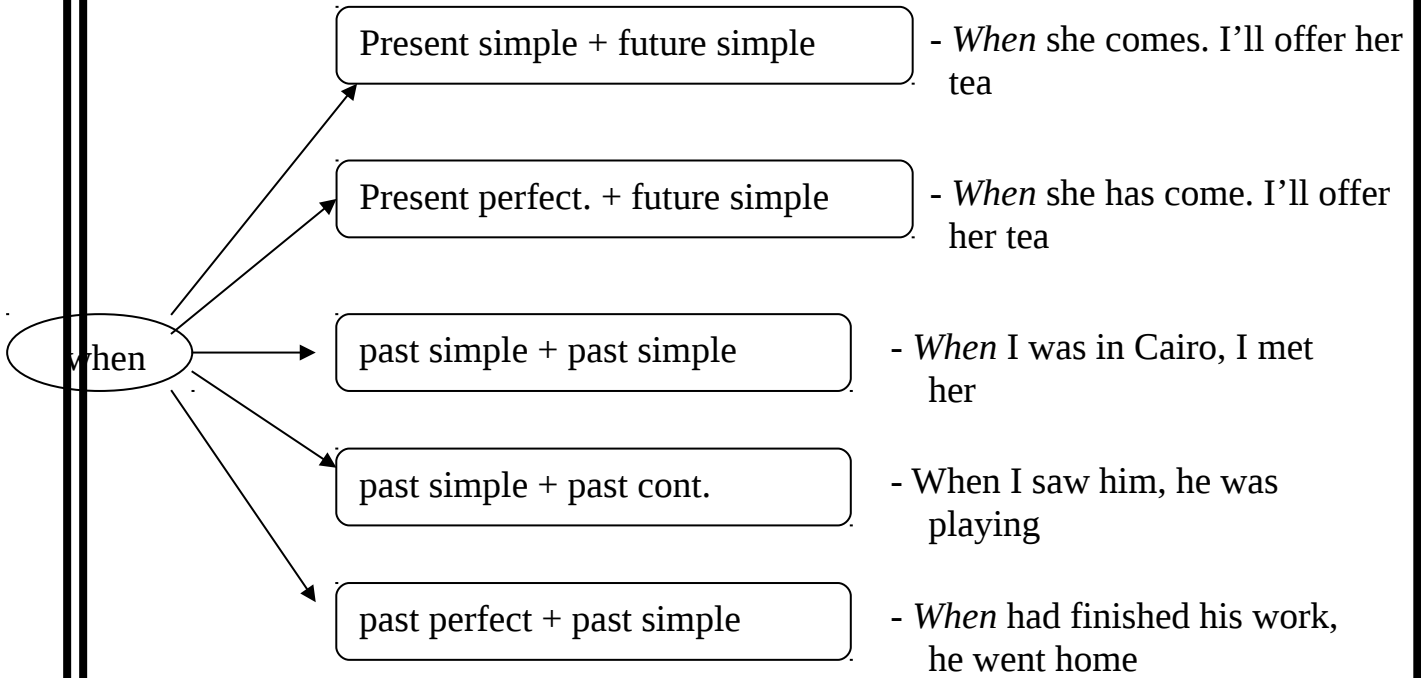 Present simple + future simple
- When she comes. I’ll offer her
tea
Present perfect. + future simple
- When she has come. I’ll offer
her tea
when
past simple + past simple
- When I was in Cairo, I met
her
past simple + past cont.
- When I saw him, he was
playing
past perfect + past simple
- When had finished his work,
he went home